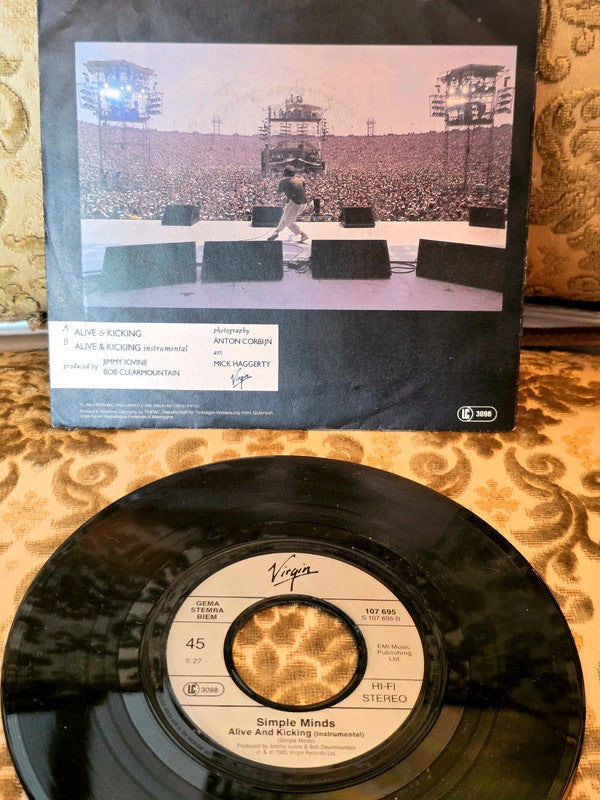 A ALIVE & KICKING
B ALIVE & KICKING instrumental
produced by JIMMY IOVINE
BOB CLEARMOUNTAIN
photography
ANTON CORBIJN
art
MICK HAGGERTY
Virgin
LC 3098
Virgin
GEMA
STEMRA
BIEM
45
5:27
LC 3098
107 695
S 107 695 B
EMI Music
Publishing
Ltd.
HI-FI
STEREO
Simple Minds
Alive And Kicking (Instrumental)
(Simple Minds)
Produced by Jimmy Iovine & Bob Clearmountain
℗ & © 1985 Virgin Records Ltd.